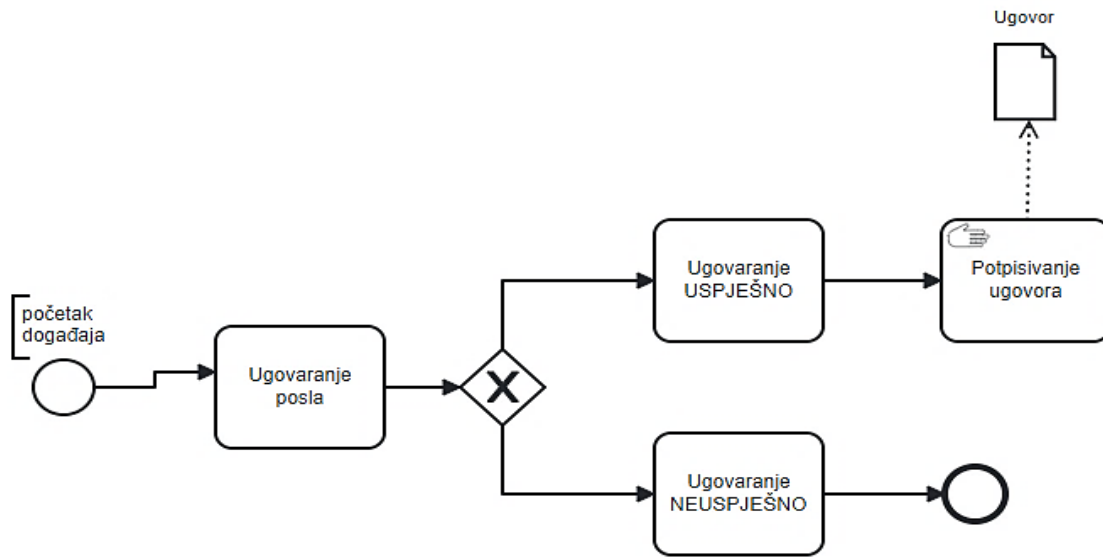 Ugovor
početak
događaja
Ugovaranje
posla
Ugovaranje
USPJEŠNO
Potpisivanje
ugovora
Ugovaranje
NEUSPJEŠNO